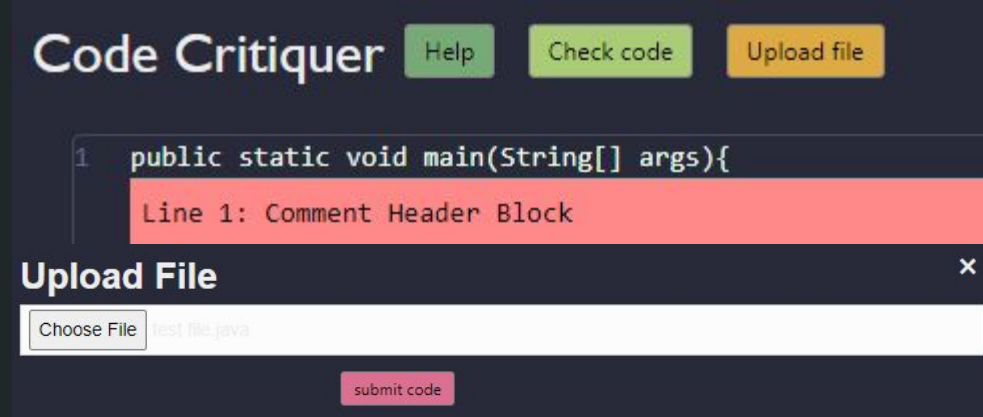 Code Critiquer Help Check code Upload file
1 public static void main(String[] args){
Line 1: Comment Header Block
Upload File ×
Choose File test file.java
submit code